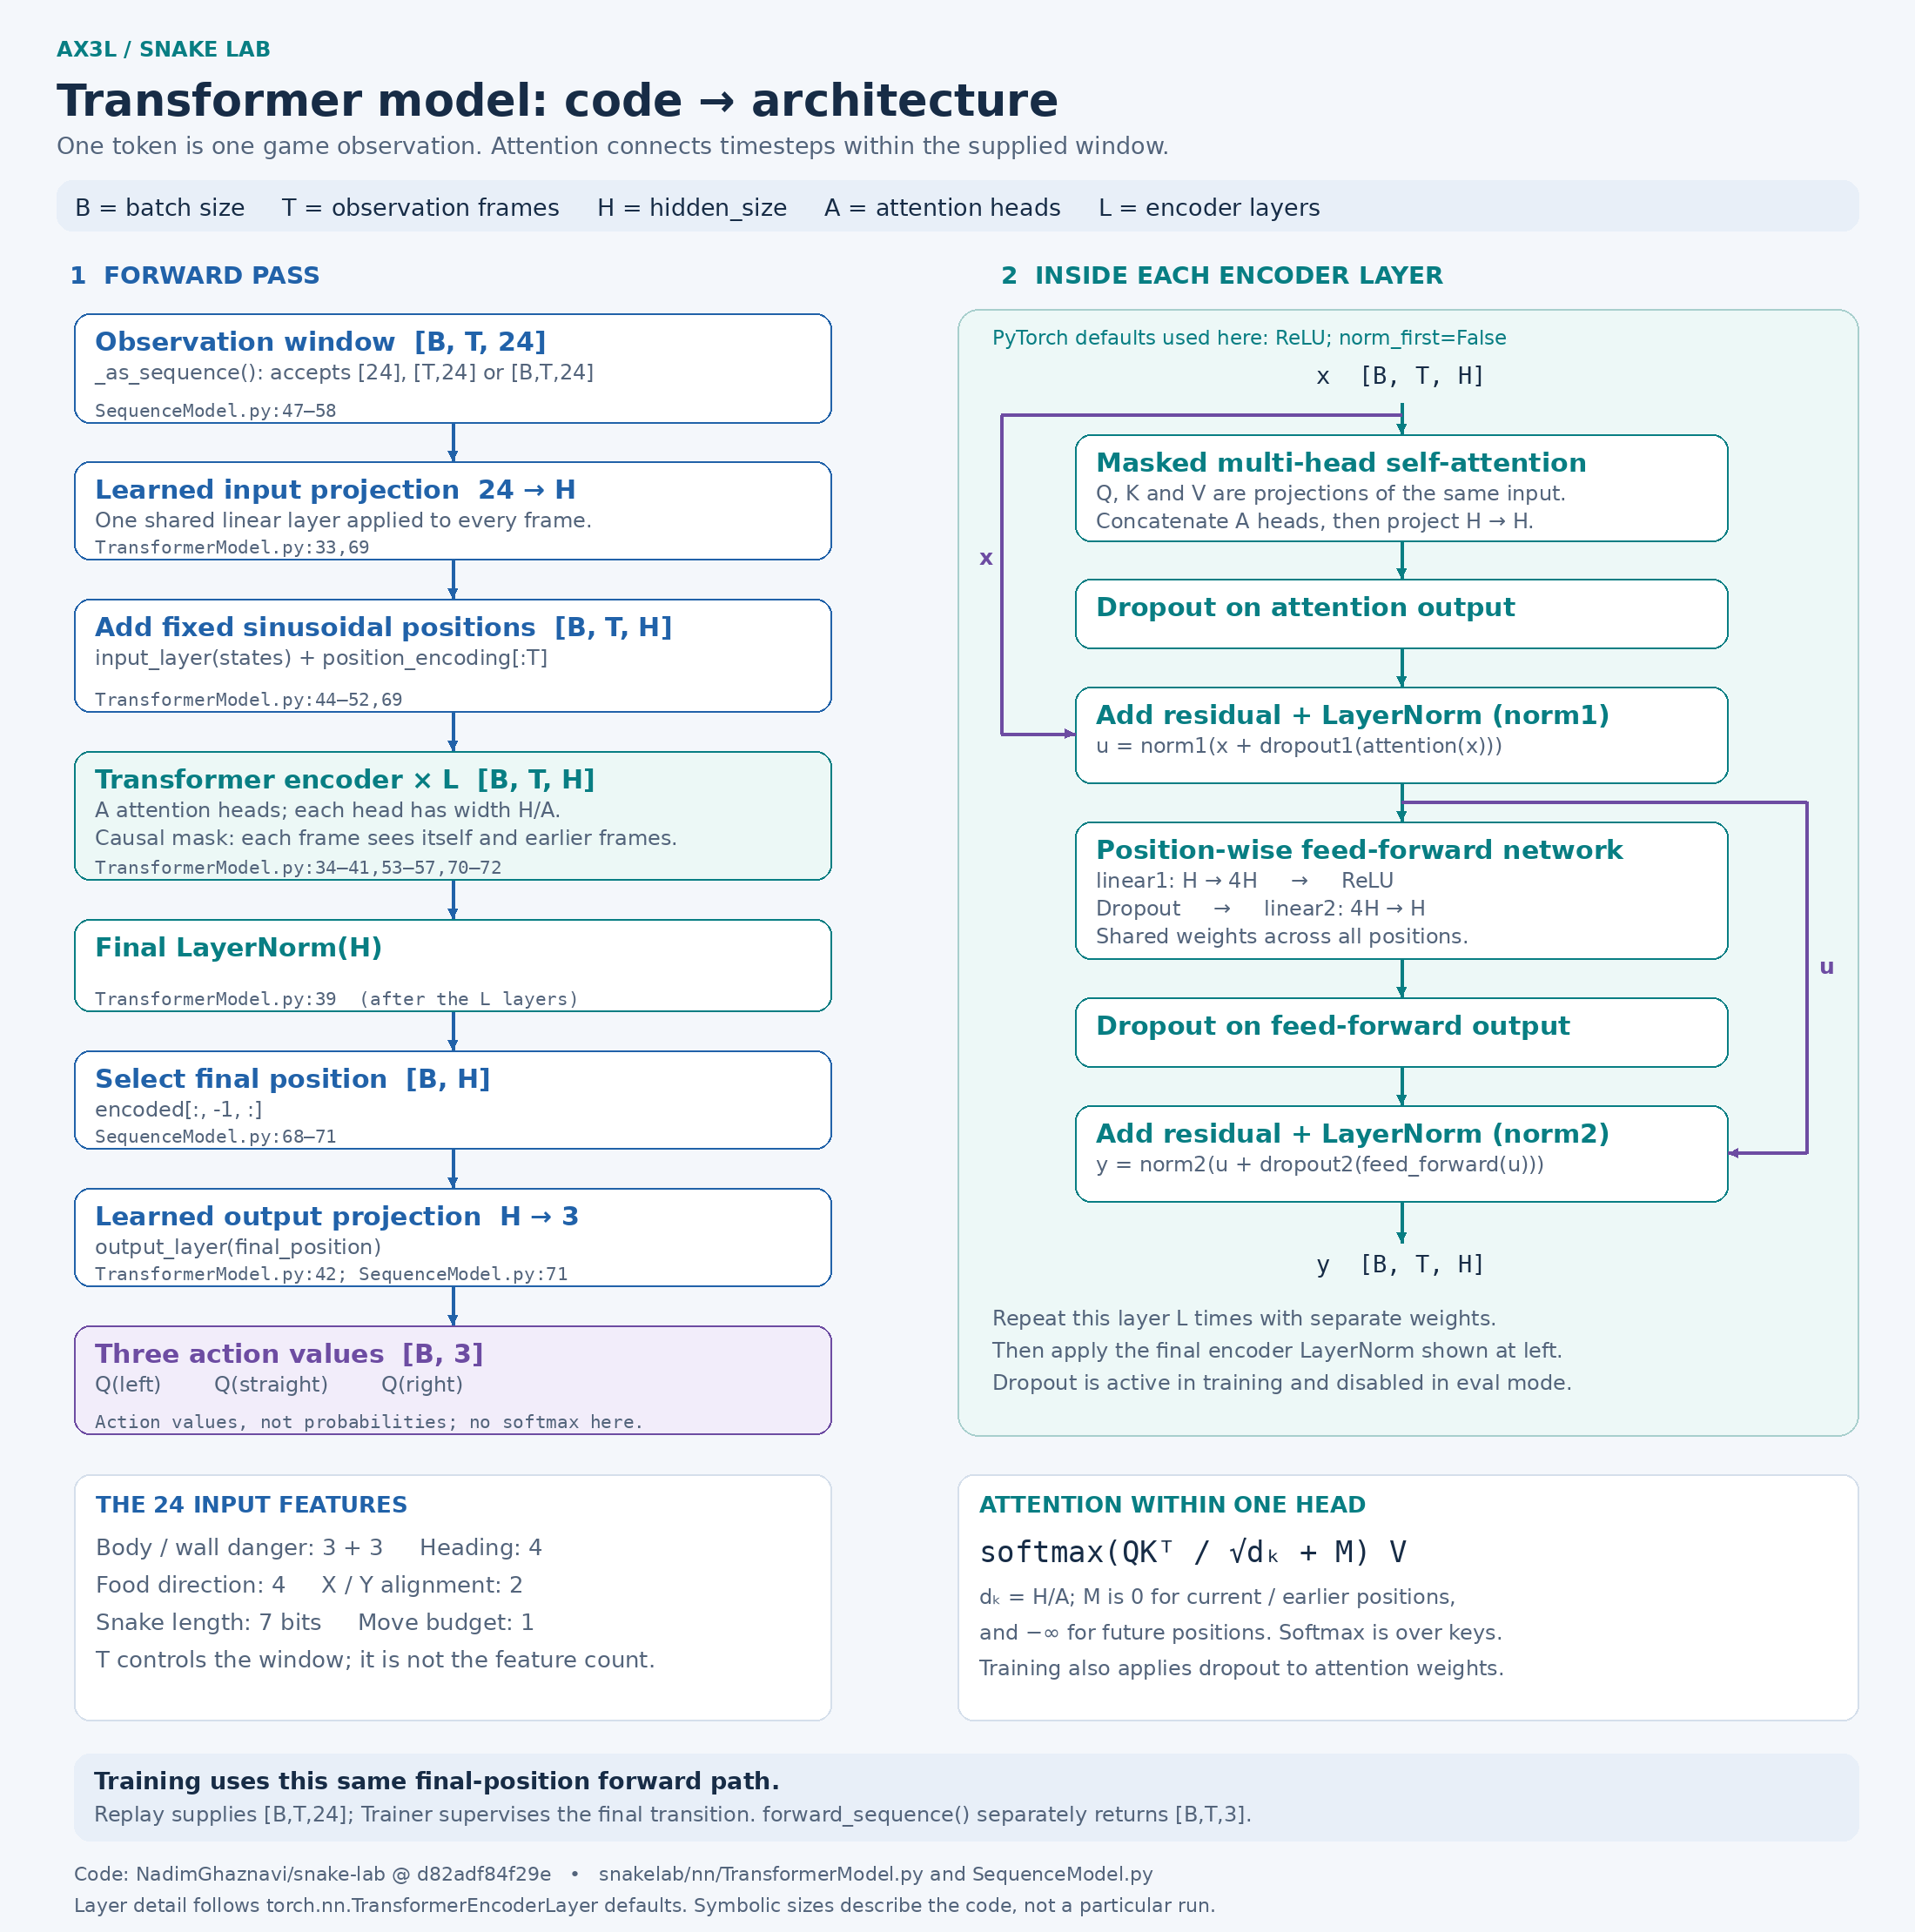 AX3L / SNAKE LAB
Transformer model: code → architecture
One token is one game observation. Attention connects timesteps within the supplied window.
B = batch size T = observation frames H = hidden_size A = attention heads L = encoder layers
1 FORWARD PASS
Observation window [B, T, 24]
_as_sequence(): accepts [24], [T,24] or [B,T,24]
SequenceModel.py:47–58
Learned input projection 24 → H
One shared linear layer applied to every frame.
TransformerModel.py:33,69
Add fixed sinusoidal positions [B, T, H]
input_layer(states) + position_encoding[:T]
TransformerModel.py:44–52,69
Transformer encoder × L [B, T, H]
A attention heads; each head has width H/A.
Causal mask: each frame sees itself and earlier frames.
TransformerModel.py:34–41,53–57,70–72
Final LayerNorm(H)
TransformerModel.py:39 (after the L layers)
Select final position [B, H]
encoded[:, -1, :]
SequenceModel.py:68–71
Learned output projection H → 3
output_layer(final_position)
TransformerModel.py:42; SequenceModel.py:71
Three action values [B, 3]
Q(left) Q(straight) Q(right)
Action values, not probabilities; no softmax here.
2 INSIDE EACH ENCODER LAYER
PyTorch defaults used here: ReLU; norm_first=False
x [B, T, H]
Masked multi-head self-attention
Q, K and V are projections of the same input.
Concatenate A heads, then project H → H.
x
Dropout on attention output
Add residual + LayerNorm (norm1)
u = norm1(x + dropout1(attention(x)))
Position-wise feed-forward network
linear1: H → 4H → ReLU
Dropout → linear2: 4H → H
Shared weights across all positions.
u
Dropout on feed-forward output
Add residual + LayerNorm (norm2)
y = norm2(u + dropout2(feed_forward(u)))
y [B, T, H]
Repeat this layer L times with separate weights.
Then apply the final encoder LayerNorm shown at left.
Dropout is active in training and disabled in eval mode.
THE 24 INPUT FEATURES
Body / wall danger: 3 + 3 Heading: 4
Food direction: 4 X / Y alignment: 2
Snake length: 7 bits Move budget: 1
T controls the window; it is not the feature count.
ATTENTION WITHIN ONE HEAD
softmax(QKᵀ / √dₖ + M) V
dₖ = H/A; M is 0 for current / earlier positions,
and −∞ for future positions. Softmax is over keys.
Training also applies dropout to attention weights.
Training uses this same final-position forward path.
Replay supplies [B,T,24]; Trainer supervises the final transition. forward_sequence() separately returns [B,T,3].
Code: NadimGhaznavi/snake-lab @ d82adf84f29e • snakelab/nn/TransformerModel.py and SequenceModel.py
Layer detail follows torch.nn.TransformerEncoderLayer defaults. Symbolic sizes describe the code, not a particular run.